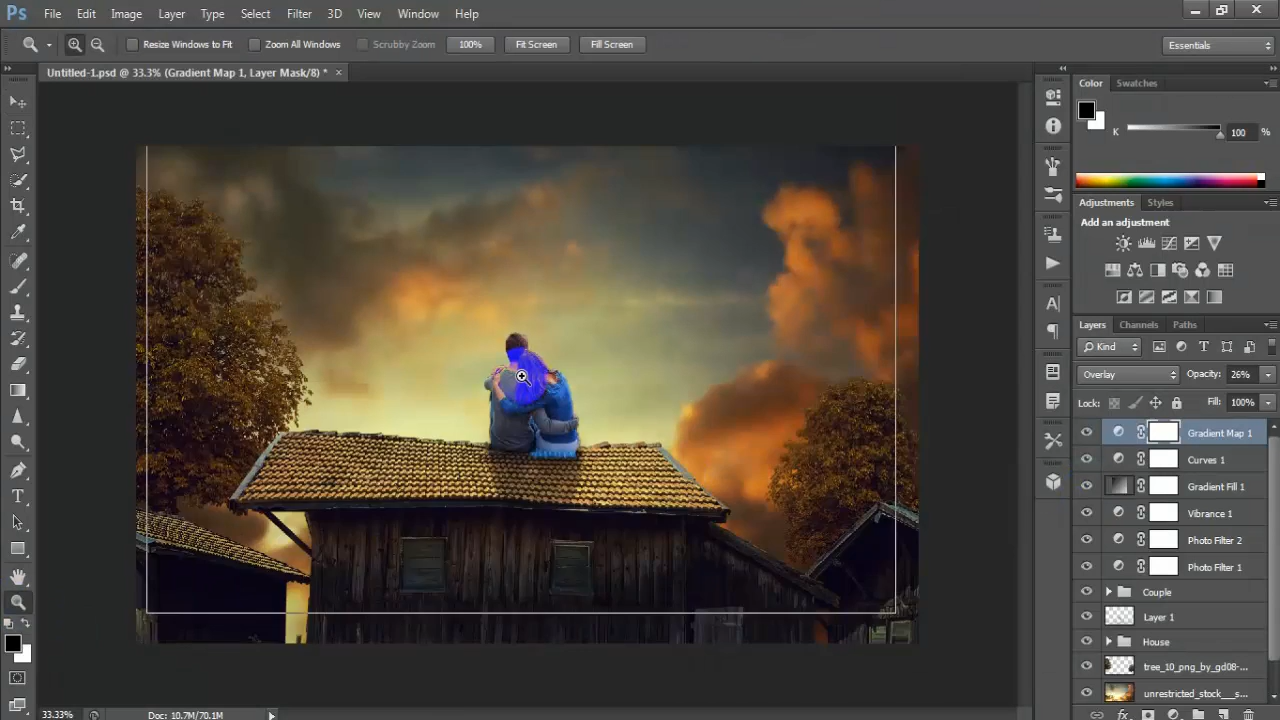 Ps File Edit Image Layer Type Select Filter 3D View Window Help
Resize Windows to Fit Zoom All Windows Scrubby Zoom 100% Fit Screen Fill Screen Essentials
Untitled-1.psd @ 33.3% (Gradient Map 1, Layer Mask/8) * ×
Color Swatches
K 100 %
Adjustments Styles
Add an adjustment
Layers Channels Paths
Kind
Overlay Opacity: 26%
Lock: Fill: 100%
Gradient Map 1
Curves 1
Gradient Fill 1
Vibrance 1
Photo Filter 2
Photo Filter 1
Couple
Layer 1
House
tree_10_png_by_gd08-...
unrestricted_stock___s...
33.33% Doc: 10.7M/70.1M